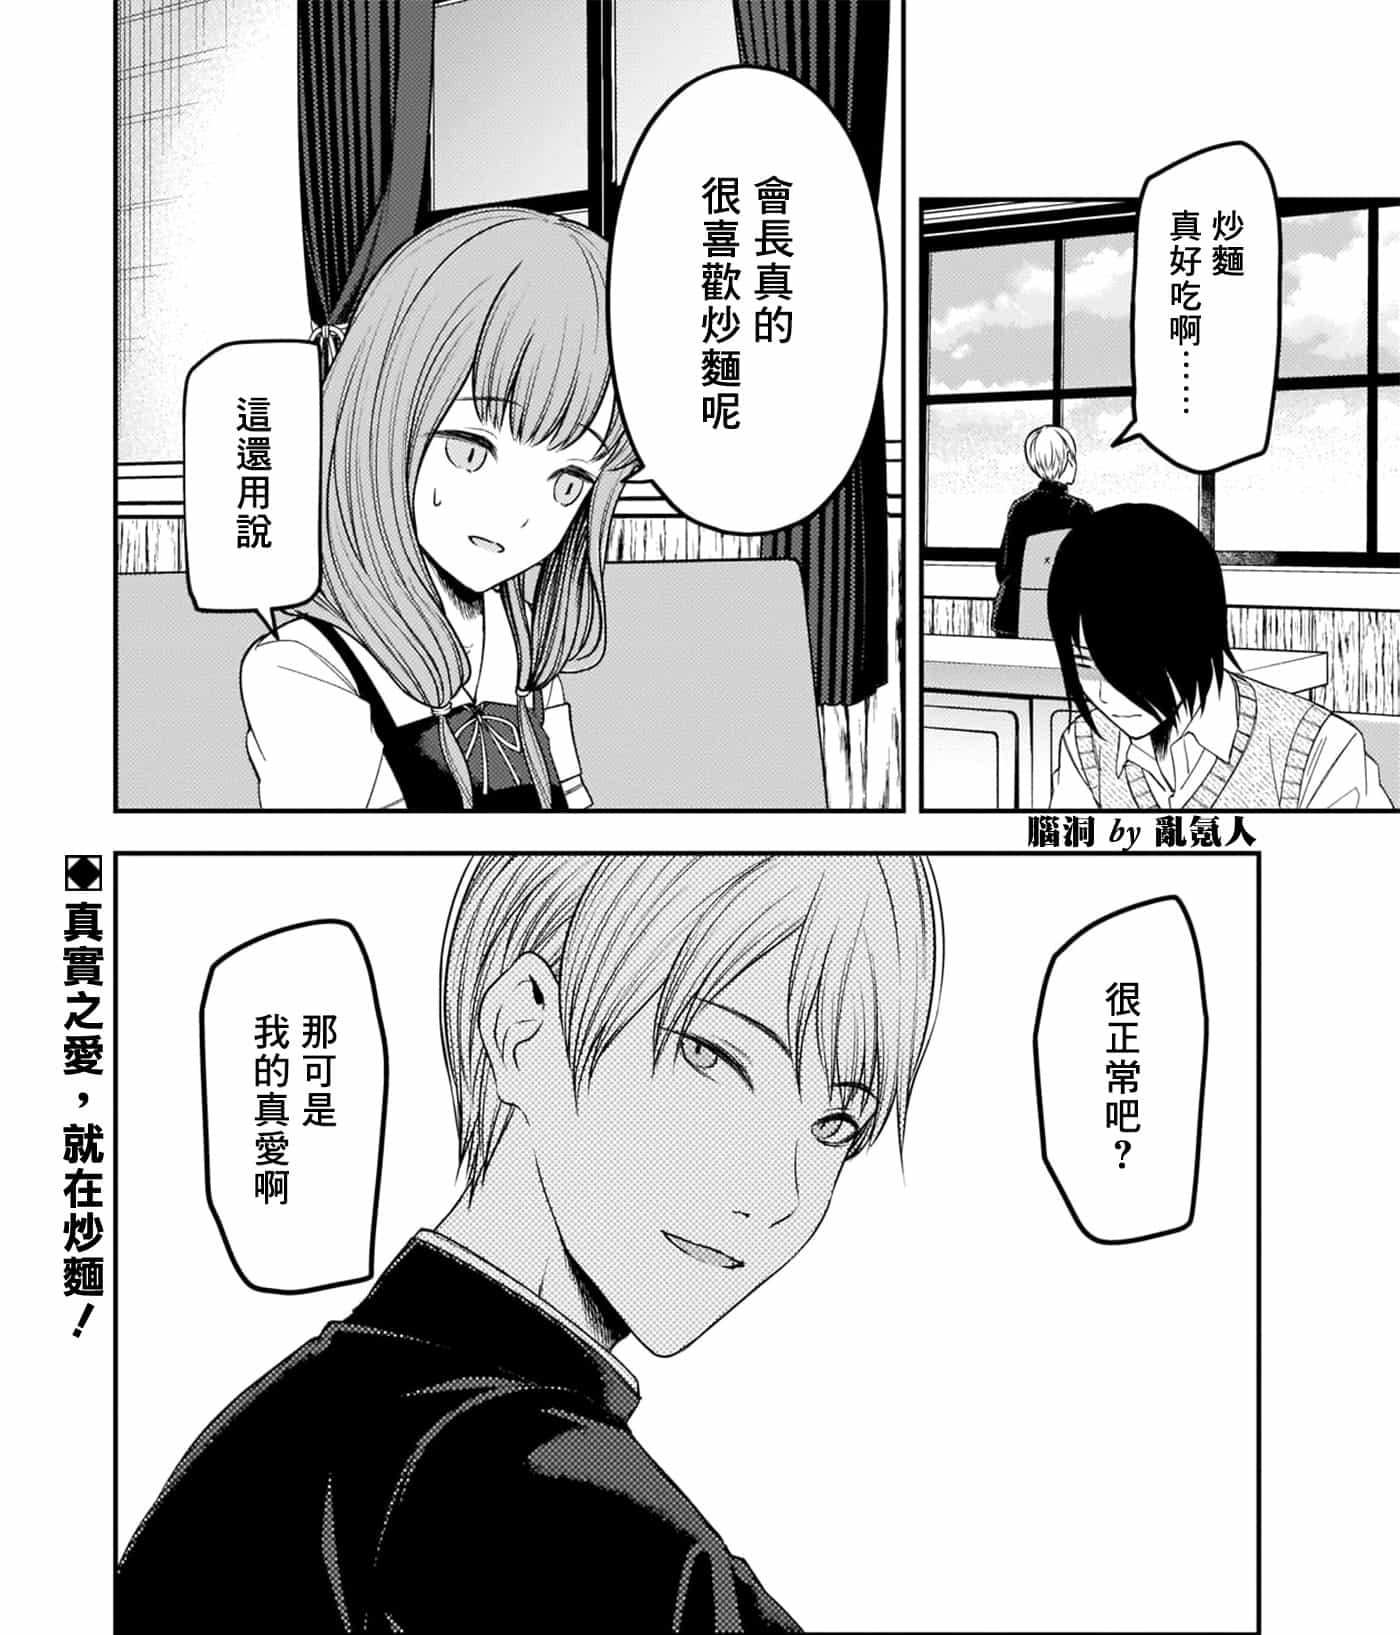 炒麵
真好吃啊……
會長真的
很喜歡炒麵呢
這還用說
腦洞 by 亂氪人
很正常吧？
那可是
我的真愛啊
◆真實之愛，就在炒麵！